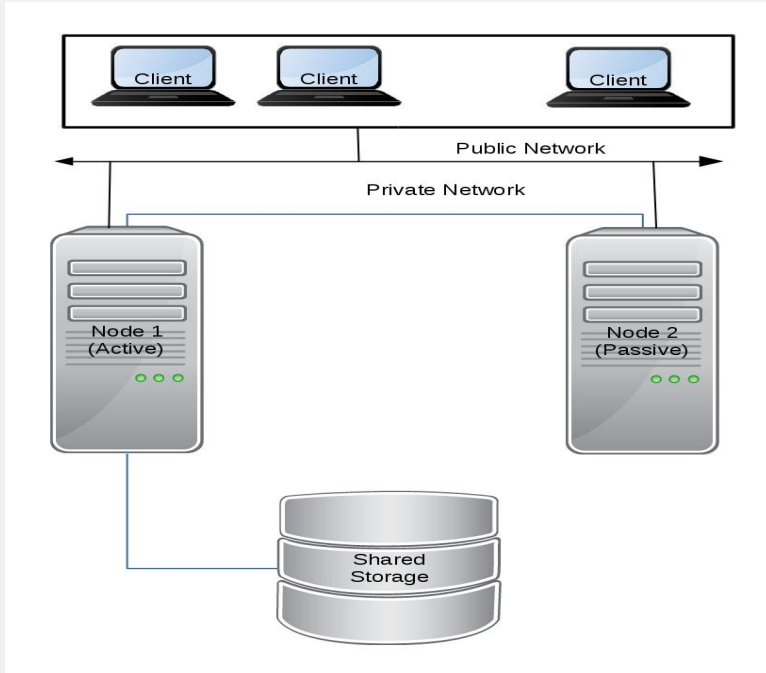 Client
Client
Client
Public Network
Private Network
Node 1
(Active)
Node 2
(Passive)
Shared
Storage